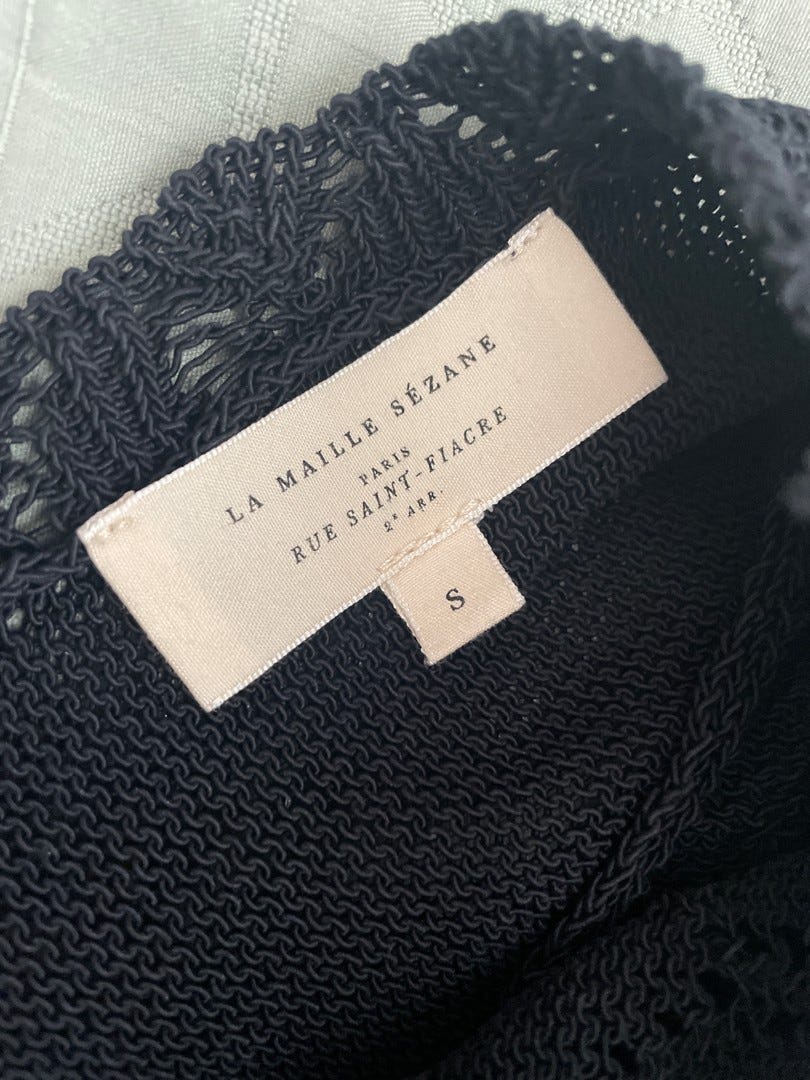 LA MAILLE SÉZANE
PARIS
RUE SAINT-FIACRE
2E ARR.
S